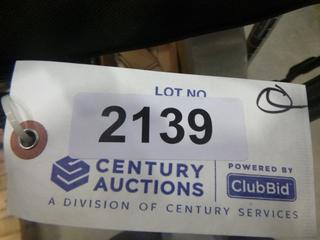 LOT NO.
2139
CENTURY
AUCTIONS
POWERED BY
ClubBid
A DIVISION OF CENTURY SERVICES